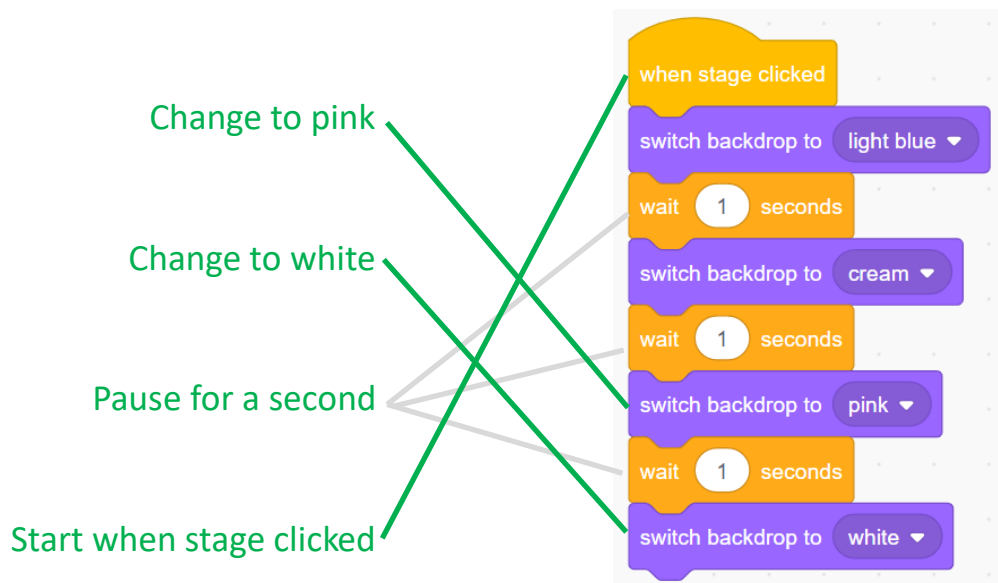 Change to pink
Change to white
Pause for a second
Start when stage clicked
when stage clicked
switch backdrop to light blue
wait 1 seconds
switch backdrop to cream
wait 1 seconds
switch backdrop to pink
wait 1 seconds
switch backdrop to white